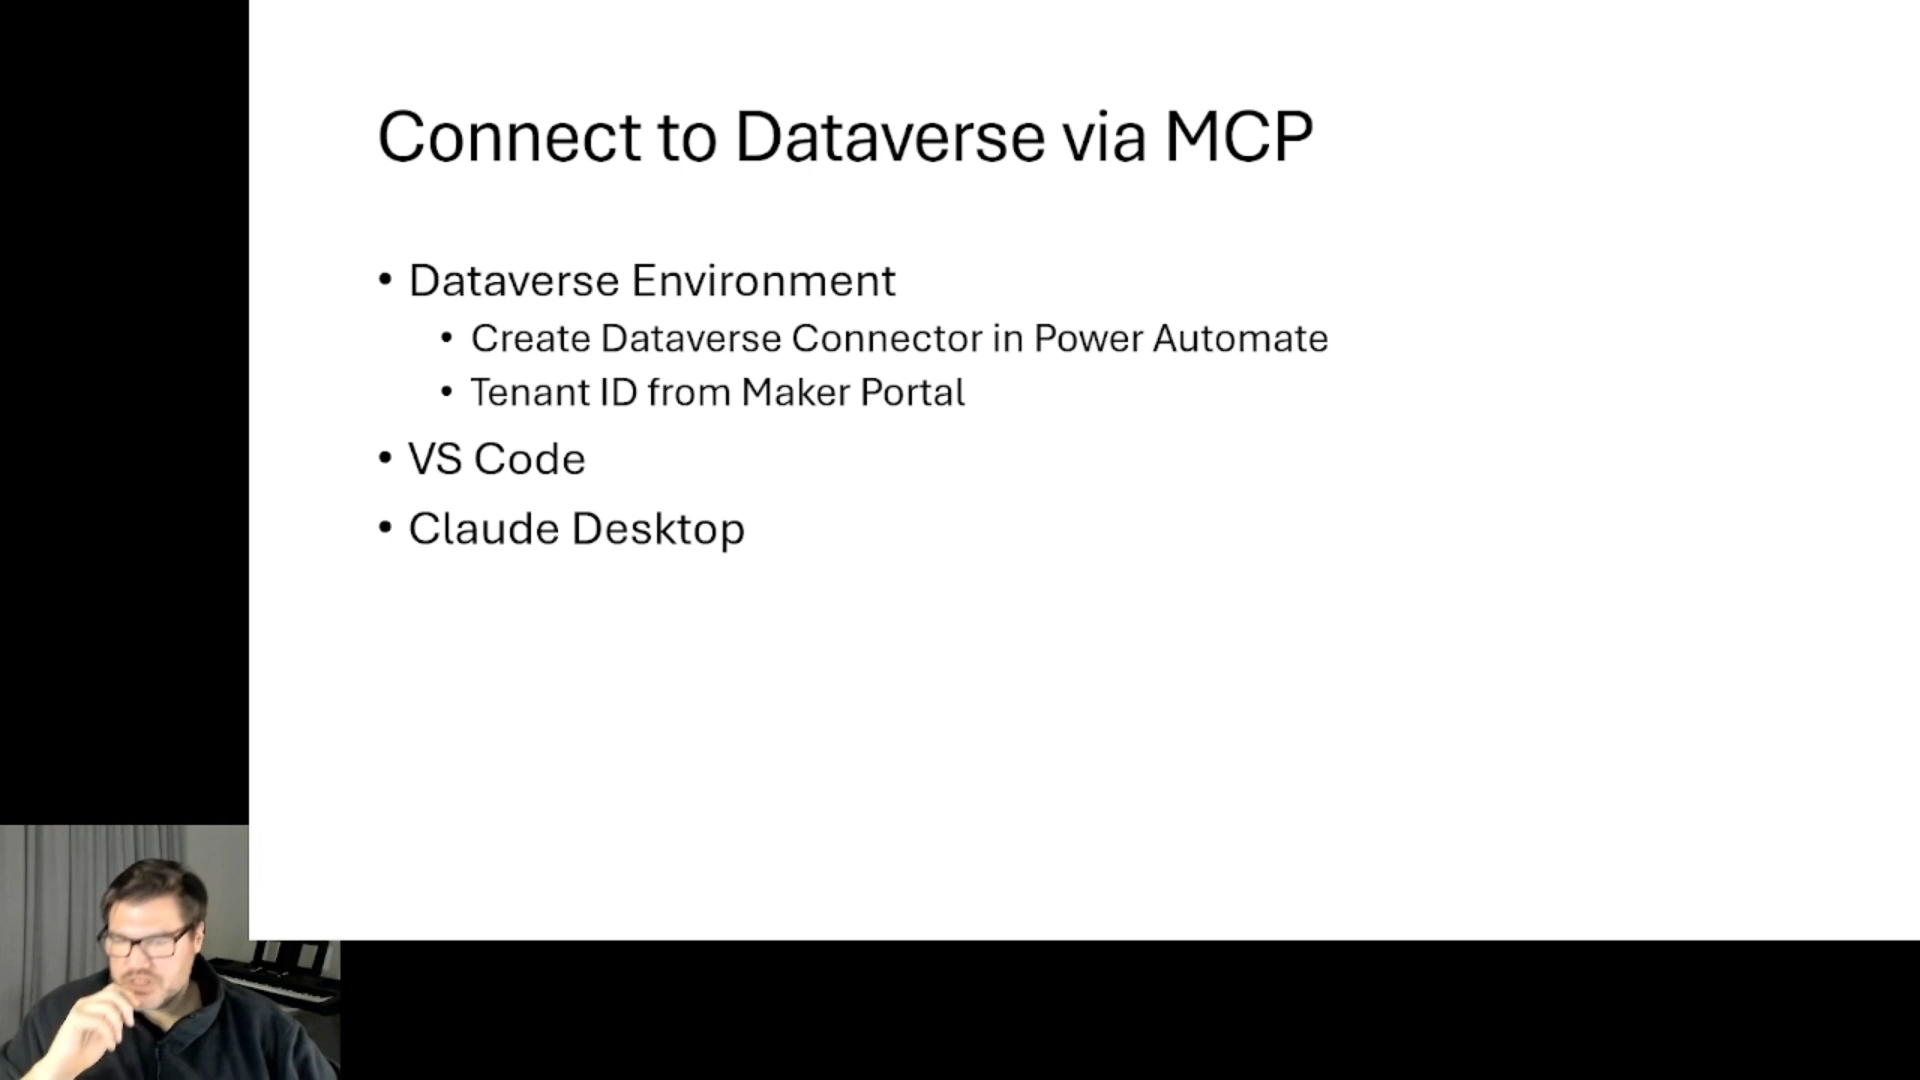 Connect to Dataverse via MCP
• Dataverse Environment
• Create Dataverse Connector in Power Automate
• Tenant ID from Maker Portal
• VS Code
• Claude Desktop